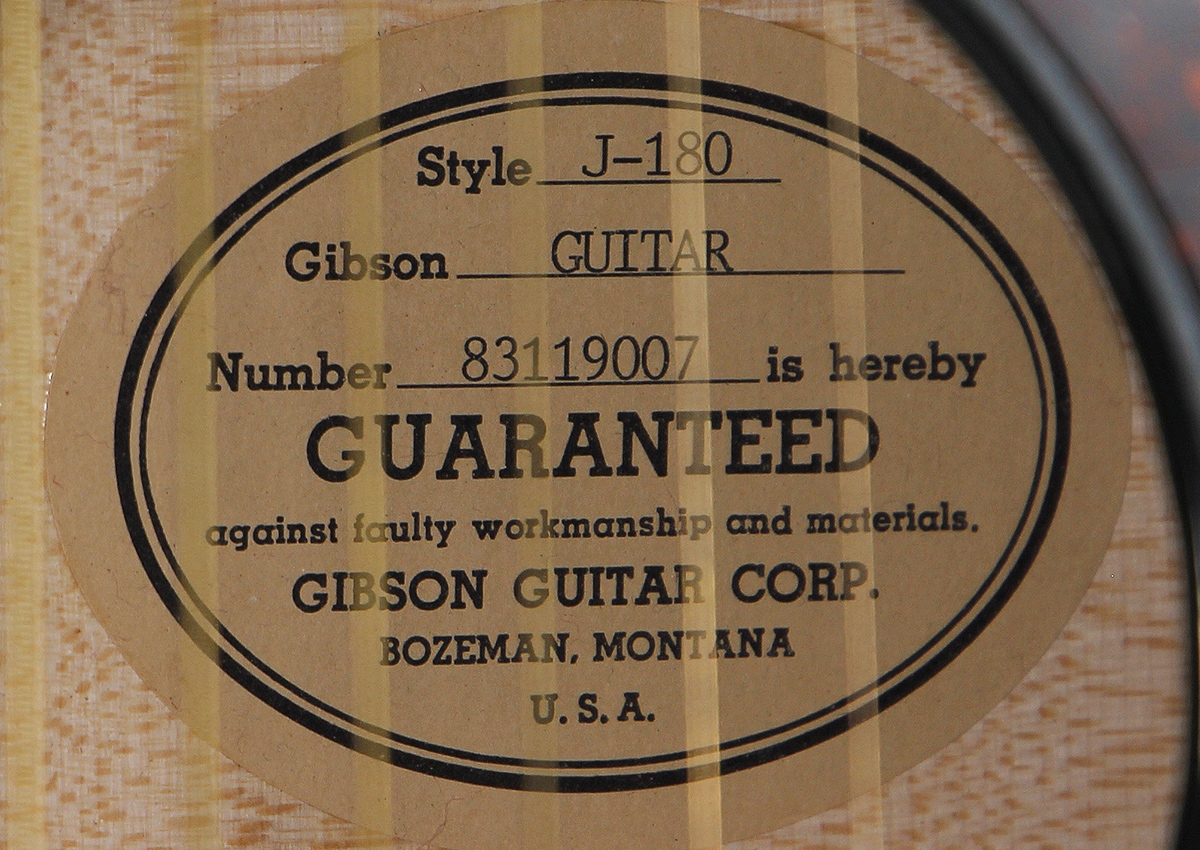 Style J-180
Gibson GUITAR
Number 83119007 is hereby
GUARANTEED
against faulty workmanship and materials.
GIBSON GUITAR CORP.
BOZEMAN, MONTANA
U.S.A.